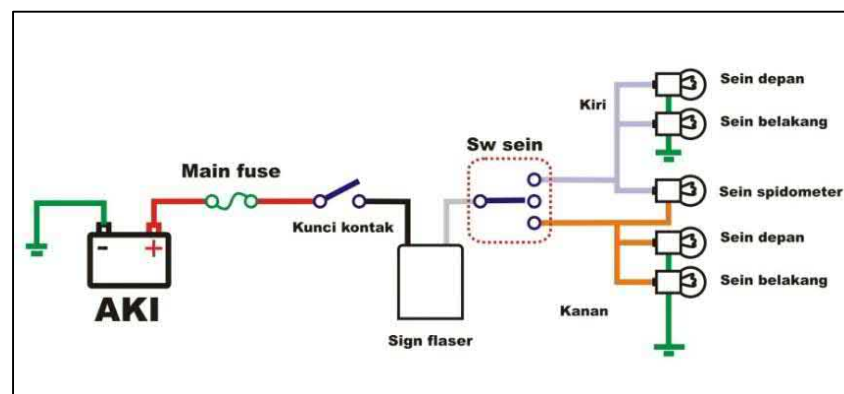 Sein depan
Kiri
Sein belakang
Sw sein
Main fuse
Sein spidometer
Kunci kontak
Sein depan
- +
Sein belakang
AKI
Kanan
Sign flaser